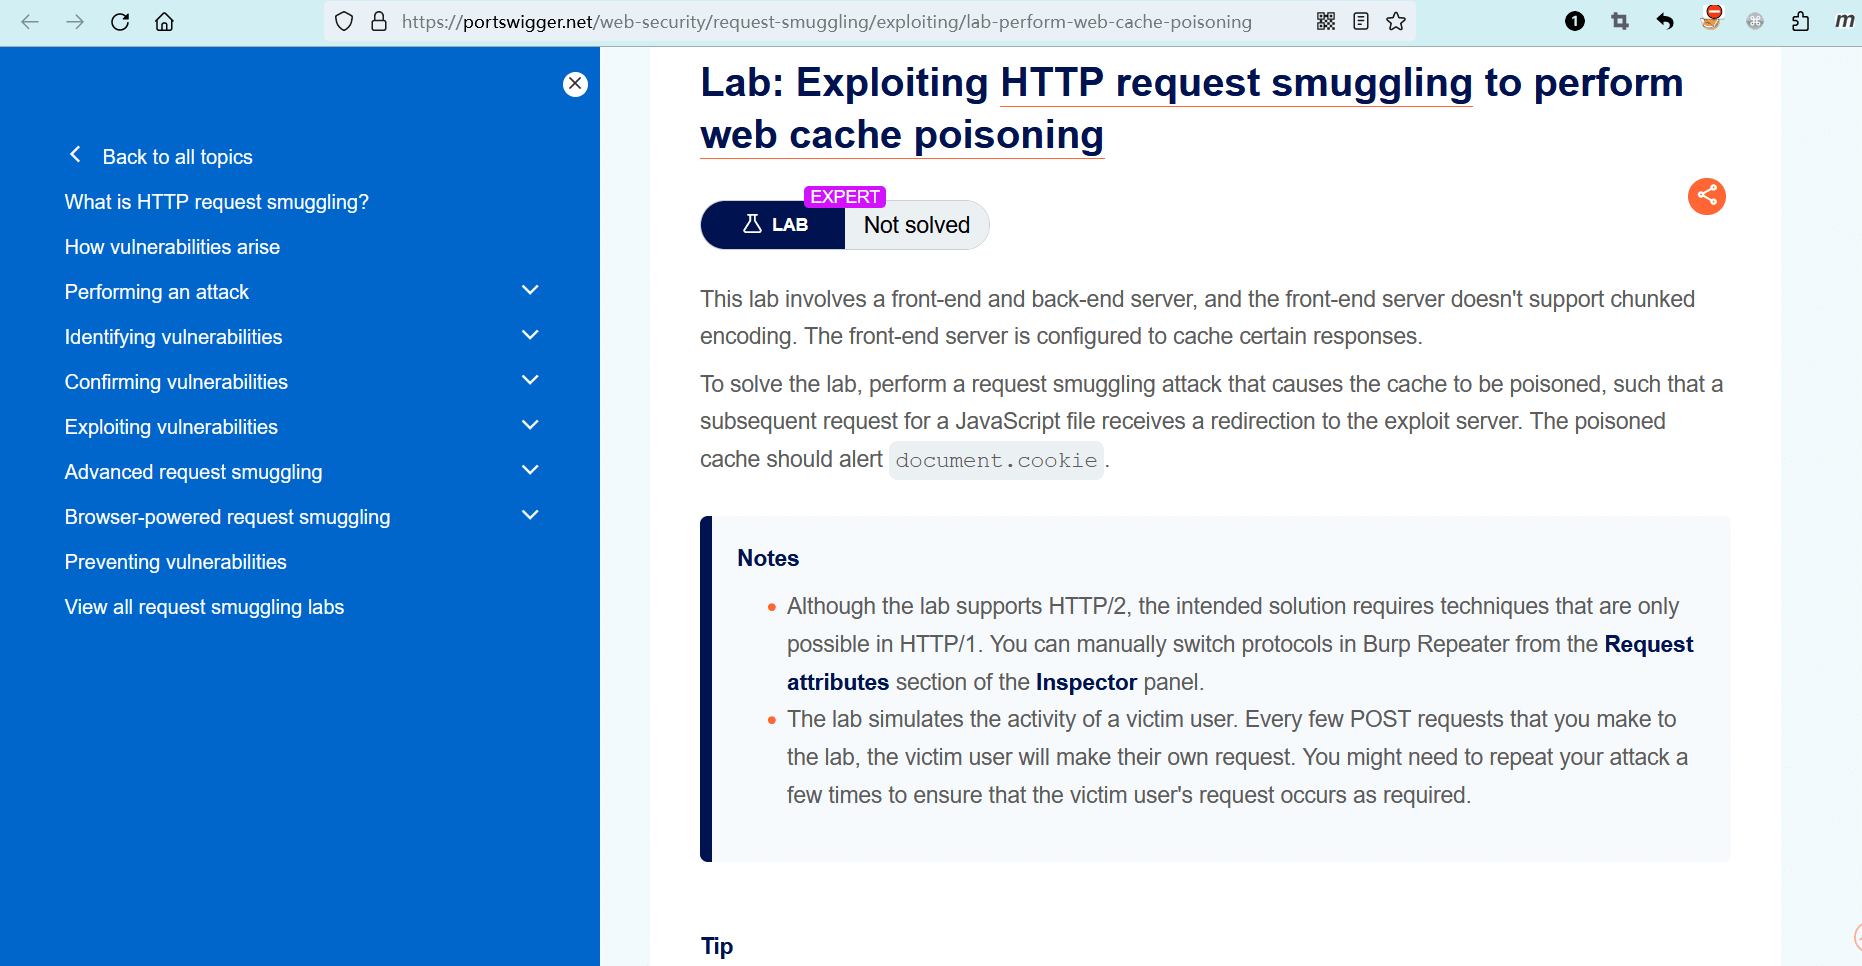 https://portswigger.net/web-security/request-smuggling/exploiting/lab-perform-web-cache-poisoning
1
m
Back to all topics
What is HTTP request smuggling?
How vulnerabilities arise
Performing an attack
Identifying vulnerabilities
Confirming vulnerabilities
Exploiting vulnerabilities
Advanced request smuggling
Browser-powered request smuggling
Preventing vulnerabilities
View all request smuggling labs
Lab: Exploiting HTTP request smuggling to perform
web cache poisoning
EXPERT
LAB
Not solved
This lab involves a front-end and back-end server, and the front-end server doesn't support chunked
encoding. The front-end server is configured to cache certain responses.
To solve the lab, perform a request smuggling attack that causes the cache to be poisoned, such that a
subsequent request for a JavaScript file receives a redirection to the exploit server. The poisoned
cache should alert document.cookie.
Notes
Although the lab supports HTTP/2, the intended solution requires techniques that are only
possible in HTTP/1. You can manually switch protocols in Burp Repeater from the Request
attributes section of the Inspector panel.
The lab simulates the activity of a victim user. Every few POST requests that you make to
the lab, the victim user will make their own request. You might need to repeat your attack a
few times to ensure that the victim user's request occurs as required.
Tip